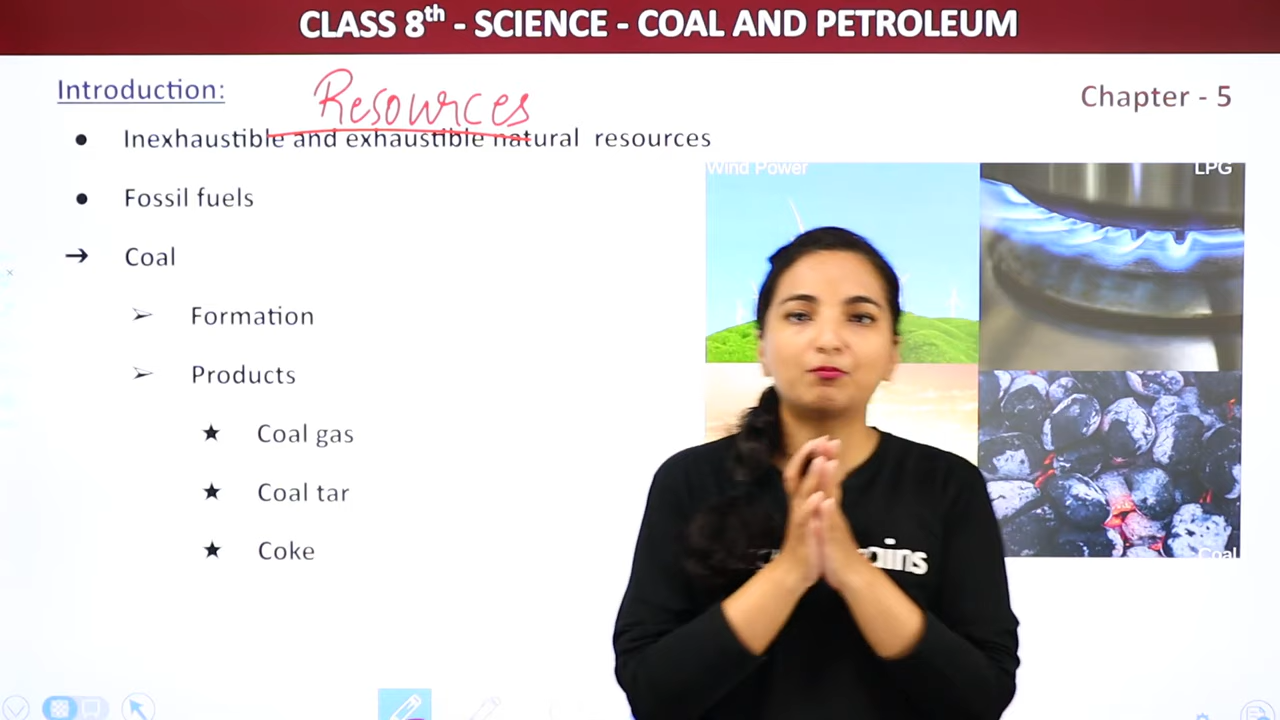 CLASS 8th - SCIENCE - COAL AND PETROLEUM
Introduction:
Resources
Chapter - 5
● Inexhaustible and exhaustible natural resources
● Fossil fuels
→ Coal
➢ Formation
➢ Products
★ Coal gas
★ Coal tar
★ Coke
Wind Power
LPG
Coal